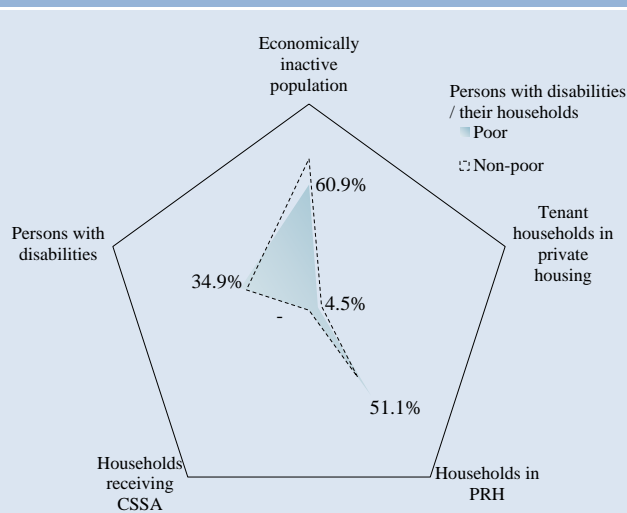 Economically
inactive
population
Persons with disabilities
/ their households
Poor
Non-poor
60.9%
Tenant
households in
private
housing
Persons with
disabilities
34.9%
4.5%
-
51.1%
Households
receiving
CSSA
Households in
PRH